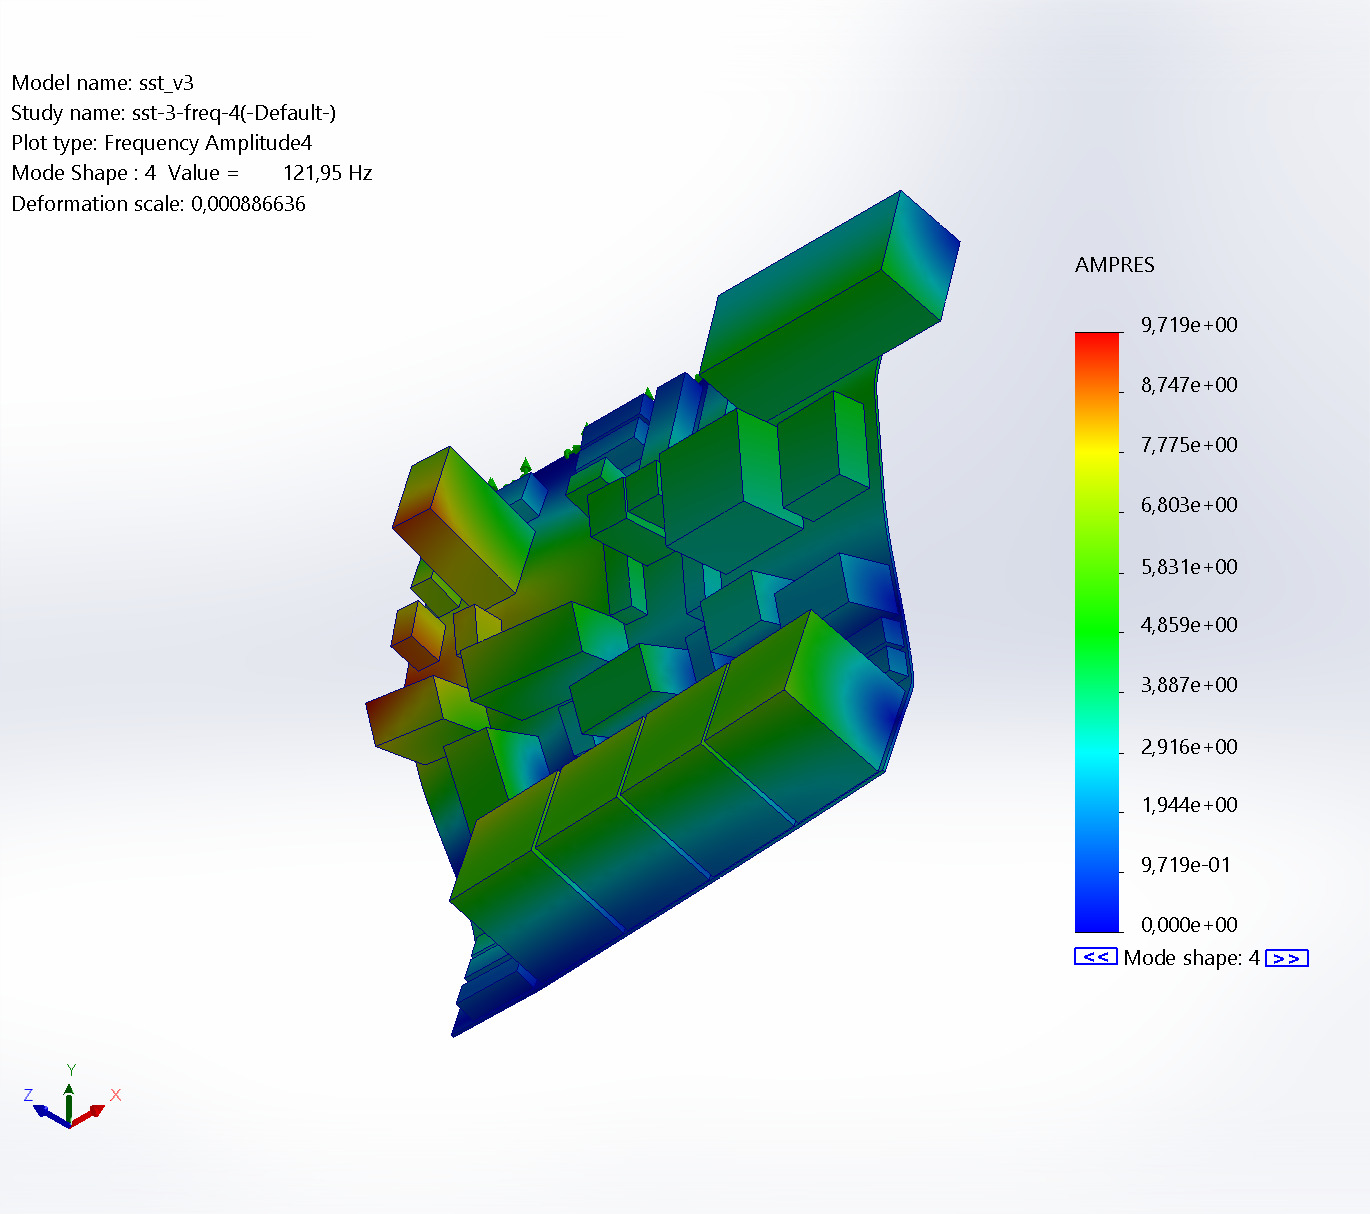 Model name: sst_v3
Study name: sst-3-freq-4(-Default-)
Plot type: Frequency Amplitude4
Mode Shape : 4 Value = 121,95 Hz
Deformation scale: 0,000886636
AMPRES
9,719e+00
8,747e+00
7,775e+00
6,803e+00
5,831e+00
4,859e+00
3,887e+00
2,916e+00
1,944e+00
9,719e-01
0,000e+00
<< Mode shape: 4 >>
Y
Z X